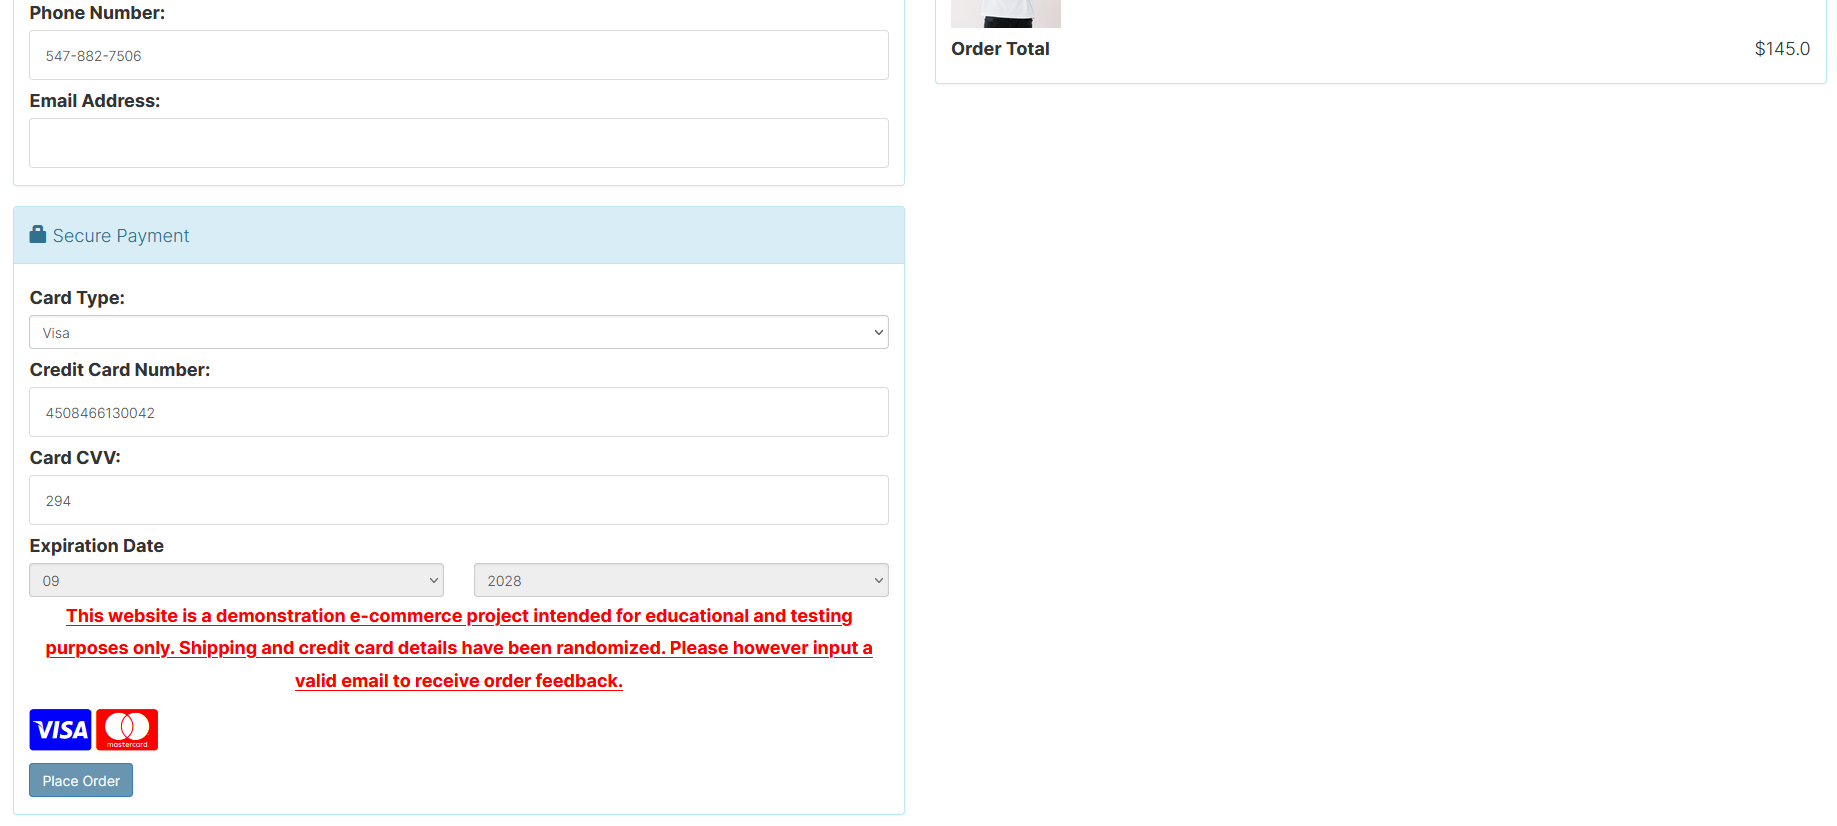 Phone Number:
547-882-7506
Email Address:
Secure Payment
Card Type:
Visa
Credit Card Number:
4508466130042
Card CVV:
294
Expiration Date
09
2028
This website is a demonstration e-commerce project intended for educational and testing
purposes only. Shipping and credit card details have been randomized. Please however input a
valid email to receive order feedback.
VISA
mastercard.
Place Order
Order Total
$145.0